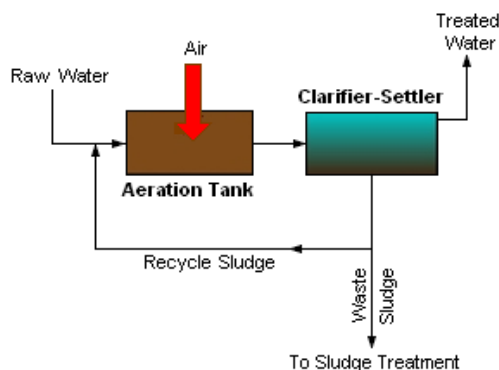 Treated
Water
Air
Raw Water
Clarifier-Settler
Aeration Tank
Recycle Sludge
Waste
Sludge
To Sludge Treatment